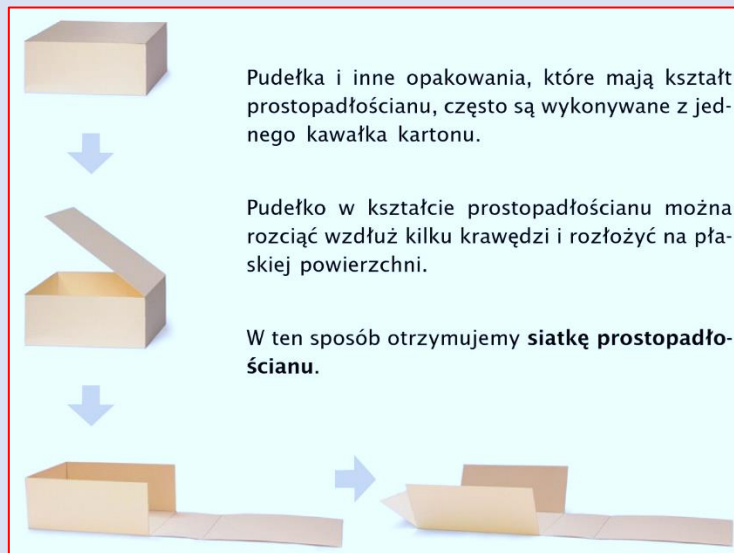 Pudełka i inne opakowania, które mają kształt
prostopadłościanu, często są wykonywane z jed-
nego kawałka kartonu.
Pudełko w kształcie prostopadłościanu można
rozciąć wzdłuż kilku krawędzi i rozłożyć na pła-
skiej powierzchni.
W ten sposób otrzymujemy siatkę prostopadło-
ścianu.